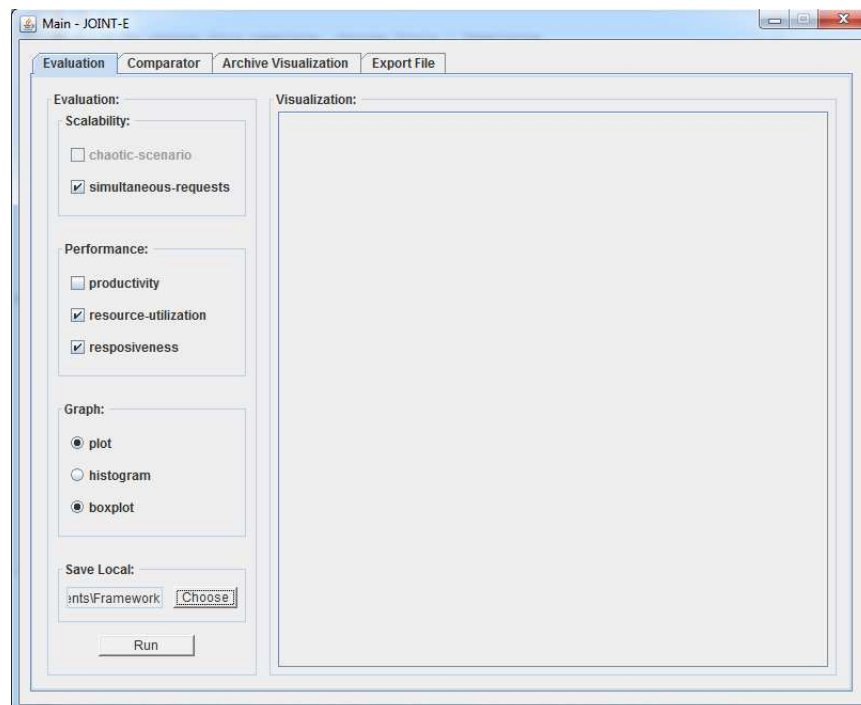 Main - JOINT-E
Evaluation Comparator Archive Visualization Export File
Evaluation:
Scalability:
chaotic-scenario
simultaneous-requests
Performance:
productivity
resource-utilization
resposiveness
Graph:
plot
histogram
boxplot
Save Local:
ents\Framework Choose
Run
Visualization: